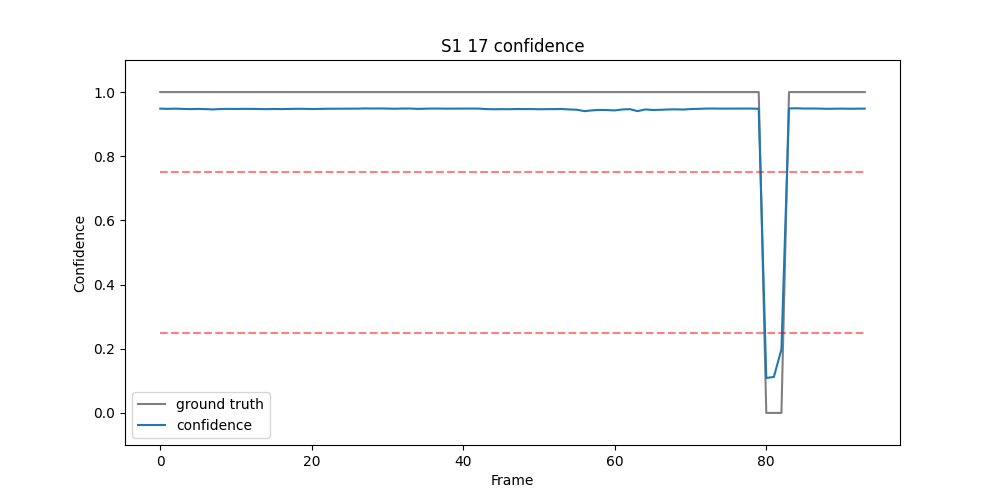 S1 17 confidence
Confidence
1.0
0.8
0.6
0.4
0.2
0.0
ground truth
confidence
0 20 40 60 80
Frame